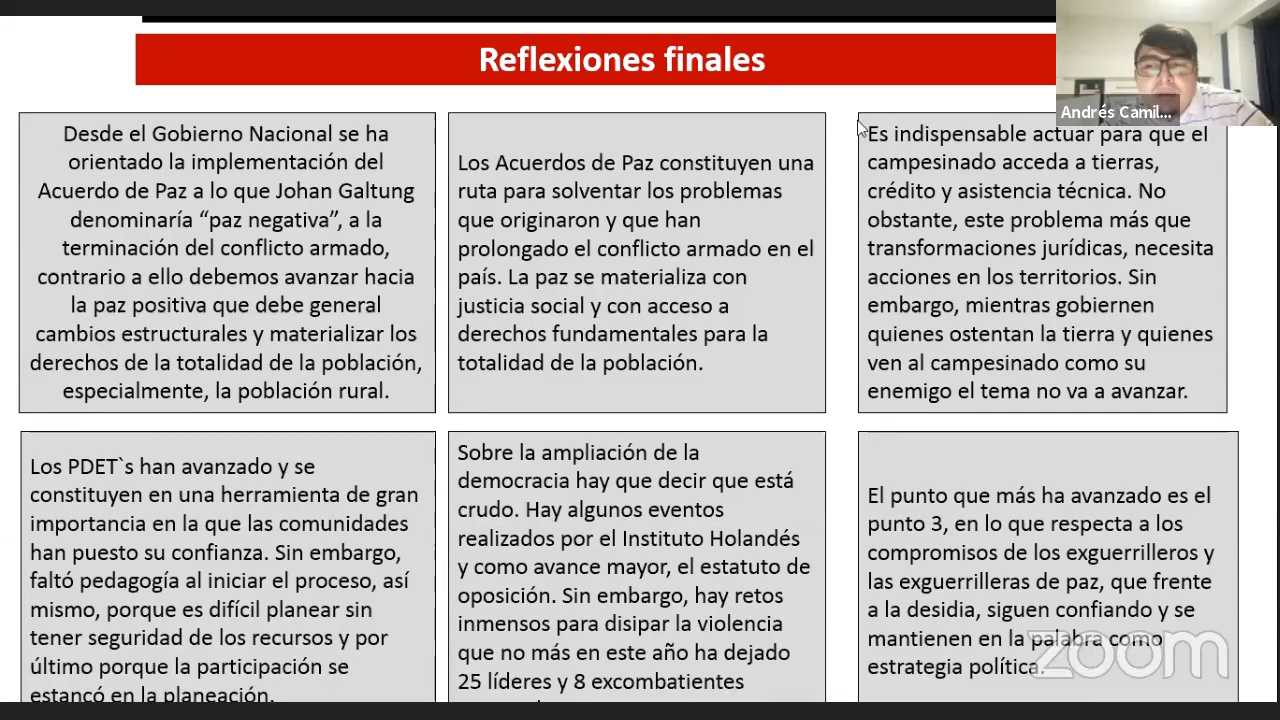 Reflexiones finales
Andrés Camil...
Desde el Gobierno Nacional se ha
orientado la implementación del
Acuerdo de Paz a lo que Johan Galtung
denominaría “paz negativa”, a la
terminación del conflicto armado,
contrario a ello debemos avanzar hacia
la paz positiva que debe general
cambios estructurales y materializar los
derechos de la totalidad de la población,
especialmente, la población rural.
Los Acuerdos de Paz constituyen una
ruta para solventar los problemas
que originaron y que han
prolongado el conflicto armado en el
país. La paz se materializa con
justicia social y con acceso a
derechos fundamentales para la
totalidad de la población.
Es indispensable actuar para que el
campesinado acceda a tierras,
crédito y asistencia técnica. No
obstante, este problema más que
transformaciones jurídicas, necesita
acciones en los territorios. Sin
embargo, mientras gobiernen
quienes ostentan la tierra y quienes
ven al campesinado como su
enemigo el tema no va a avanzar.
Los PDET`s han avanzado y se
constituyen en una herramienta de gran
importancia en la que las comunidades
han puesto su confianza. Sin embargo,
faltó pedagogía al iniciar el proceso, así
mismo, porque es difícil planear sin
tener seguridad de los recursos y por
último porque la participación se
estancó en la planeación.
Sobre la ampliación de la
democracia hay que decir que está
crudo. Hay algunos eventos
realizados por el Instituto Holandés
y como avance mayor, el estatuto de
oposición. Sin embargo, hay retos
inmensos para disipar la violencia
que no más en este año ha dejado
25 líderes y 8 excombatientes
El punto que más ha avanzado es el
punto 3, en lo que respecta a los
compromisos de los exguerrilleros y
las exguerrilleras de paz, que frente
a la desidia, siguen confiando y se
mantienen en la palabra como
estrategia política.
zoom